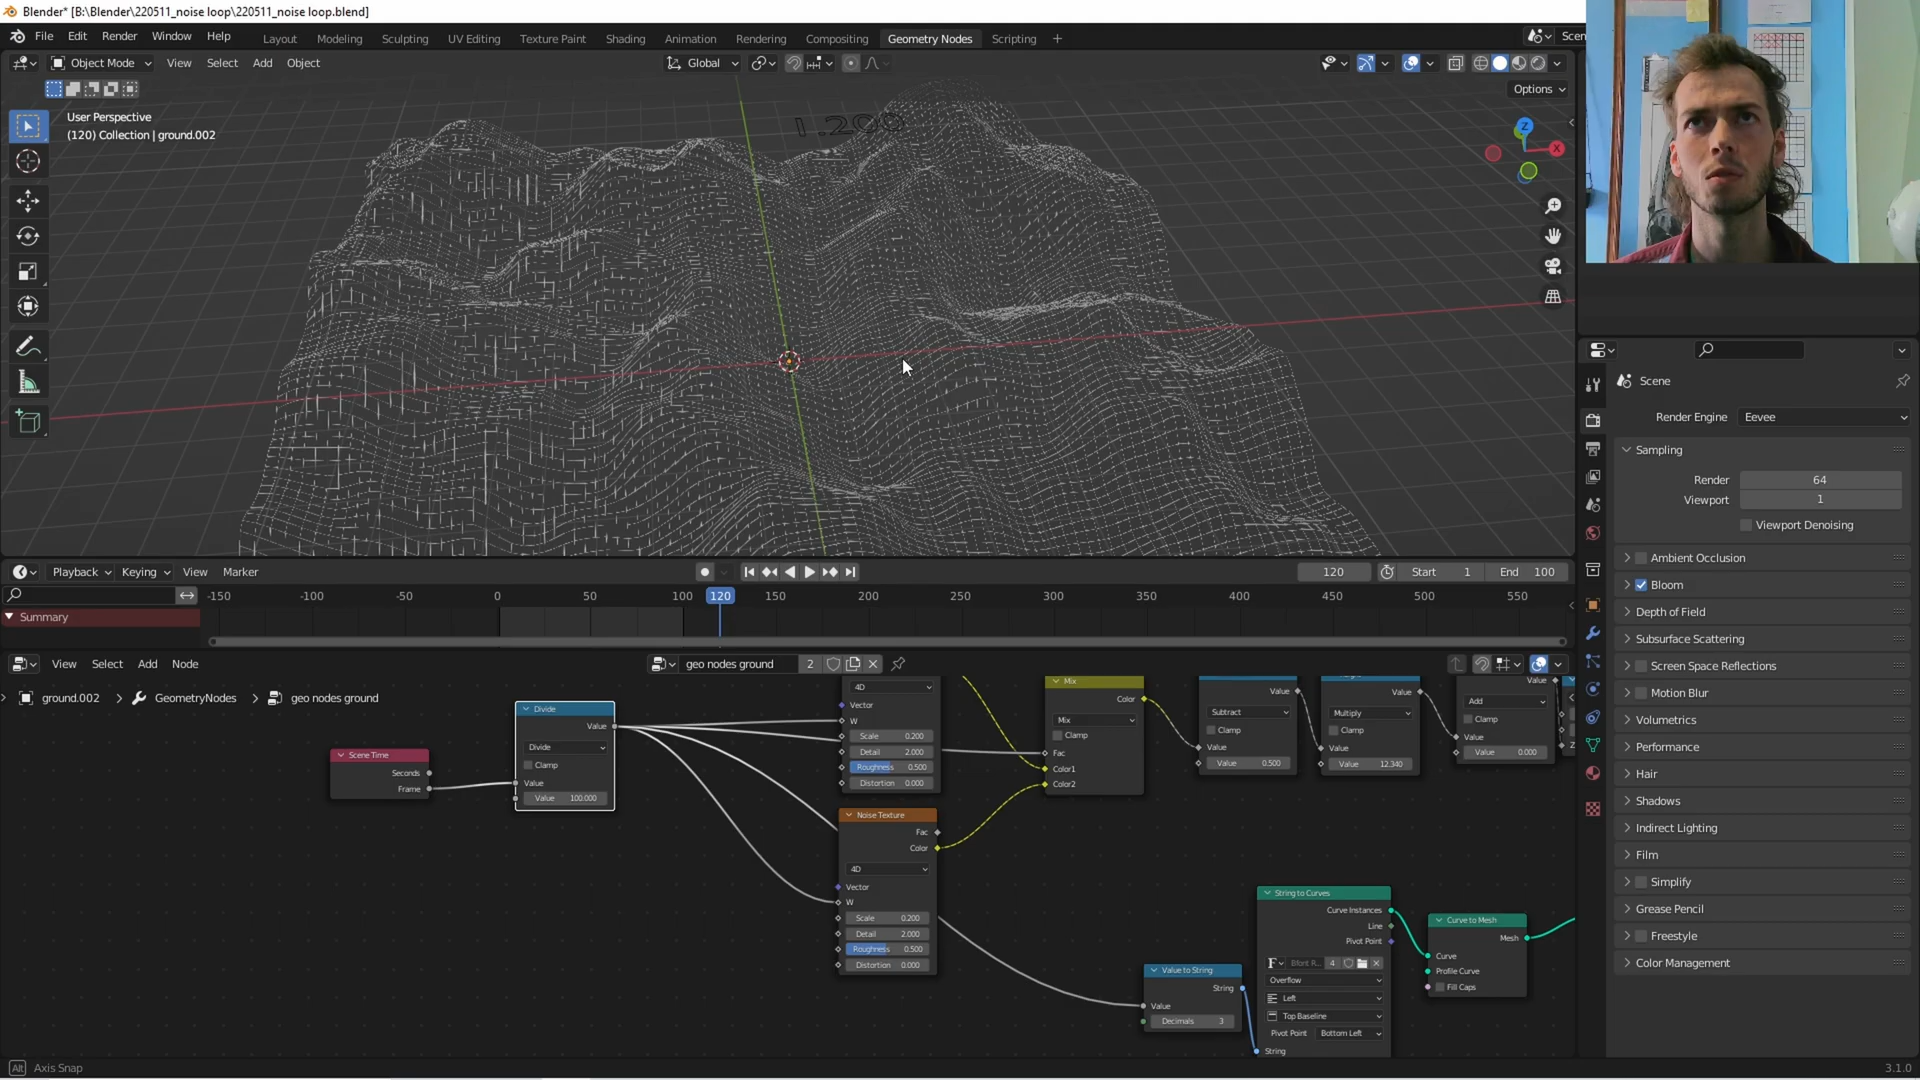 Blender* [B:\Blender\220511_noise loop\220511_noise loop.blend]
File Edit Render Window Help
Layout Modeling Sculpting UV Editing Texture Paint Shading Animation Rendering Compositing Geometry Nodes Scripting +
Scen
Object Mode View Select Add Object
Global
Options
User Perspective
(120) Collection | ground.002
1.200
Z
X
Scene
Render Engine Eevee
Sampling
Render 64
Viewport 1
Viewport Denoising
Ambient Occlusion
Bloom
Depth of Field
Subsurface Scattering
Screen Space Reflections
Motion Blur
Volumetrics
Performance
Hair
Shadows
Indirect Lighting
Film
Simplify
Grease Pencil
Freestyle
Color Management
Playback Keying View Marker
120 Start 1 End 100
-150 -100 -50 0 50 100 120 150 200 250 300 350 400 450 500 550
Summary
View Select Add Node
geo nodes ground 2
ground.002 > GeometryNodes > geo nodes ground
Scene Time
Seconds
Frame
Divide
Value
Divide
Clamp
Value
Value 100.000
4D
Vector
W
Scale 0.200
Detail 2.000
Roughness 0.500
Distortion 0.000
Noise Texture
Fac
Color
4D
Vector
W
Scale 0.200
Detail 2.000
Roughness 0.500
Distortion 0.000
Mix
Color
Mix
Clamp
Fac
Color1
Color2
Value
Subtract
Clamp
Value
Value 0.500
Value
Multiply
Clamp
Value
Value 12.340
Value
Add
Clamp
Value
Value 0.000
Z
Value to String
String
Value
Decimals 3
String to Curves
Curve Instances
Line
Pivot Point
Bfont R... 4
Overflow
Left
Top Baseline
Pivot Point Bottom Left
String
Curve to Mesh
Mesh
Curve
Profile Curve
Fill Caps
Alt Axis Snap
3.1.0